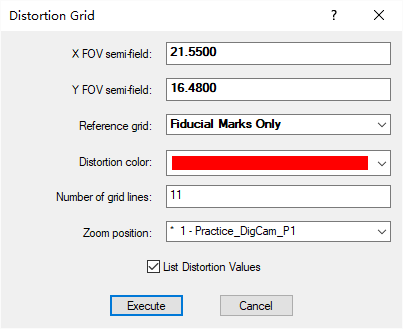 Distortion Grid
X FOV semi-field: 21.5500
Y FOV semi-field: 16.4800
Reference grid: Fiducial Marks Only
Distortion color:
Number of grid lines: 11
Zoom position: * 1 - Practice_DigCam_P1
List Distortion Values
Execute Cancel